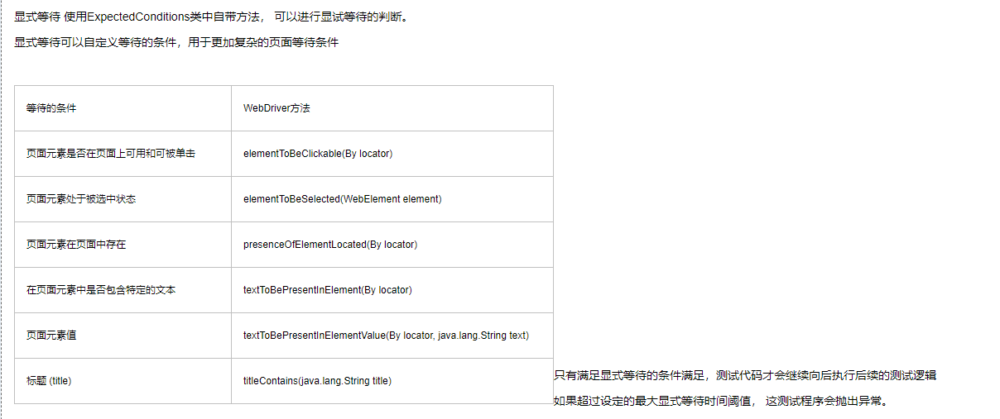 显式等待 使用ExpectedConditions类中自带方法， 可以进行显试等待的判断。
显式等待可以自定义等待的条件，用于更加复杂的页面等待条件
等待的条件 WebDriver方法
页面元素是否在页面上可用和可被单击 elementToBeClickable(By locator)
页面元素处于被选中状态 elementToBeSelected(WebElement element)
页面元素在页面中存在 presenceOfElementLocated(By locator)
在页面元素中是否包含特定的文本 textToBePresentInElement(By locator)
页面元素值 textToBePresentInElementValue(By locator, java.lang.String text)
标题 (title) titleContains(java.lang.String title)
只有满足显式等待的条件满足，测试代码才会继续向后执行后续的测试逻辑
如果超过设定的最大显式等待时间阈值， 这测试程序会抛出异常。